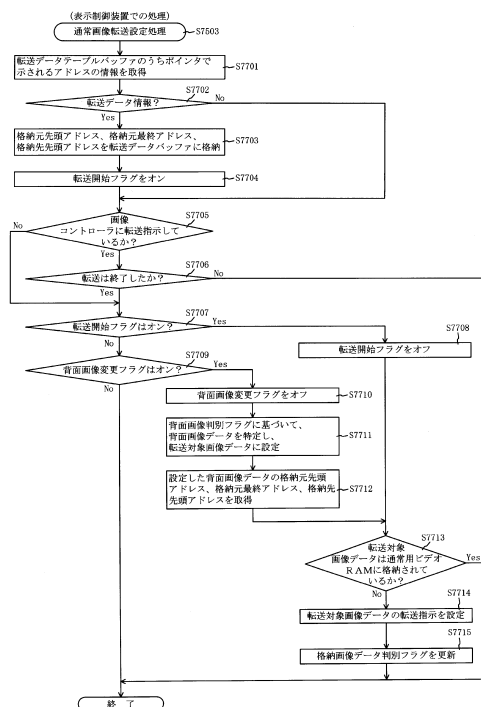 (表示制御装置での処理)
通常画像転送設定処理
S7503
転送データテーブルバッファのうちポインタで
示されるアドレスの情報を取得
S7701
S7702
転送データ情報？
No
Yes
格納元先頭アドレス、格納元最終アドレス、
格納先先頭アドレスを転送データバッファに格納
S7703
転送開始フラグをオン
S7704
S7705
画像
コントローラに転送指示して
いるか？
No
Yes
S7706
転送は終了したか？
No
Yes
S7707
転送開始フラグはオン？
Yes
No
S7708
転送開始フラグをオフ
S7709
背面画像変更フラグはオン？
Yes
No
背面画像変更フラグをオフ
S7710
背面画像判別フラグに基づいて、
背面画像データを特定し、
転送対象画像データに設定
S7711
設定した背面画像データの格納元先頭
アドレス、格納元最終アドレス、格納先
先頭アドレスを取得
S7712
S7713
転送対象
画像データは通常用ビデオ
ＲＡＭに格納されて
いるか？
Yes
No
S7714
転送対象画像データの転送指示を設定
S7715
格納画像データ判別フラグを更新
終 了